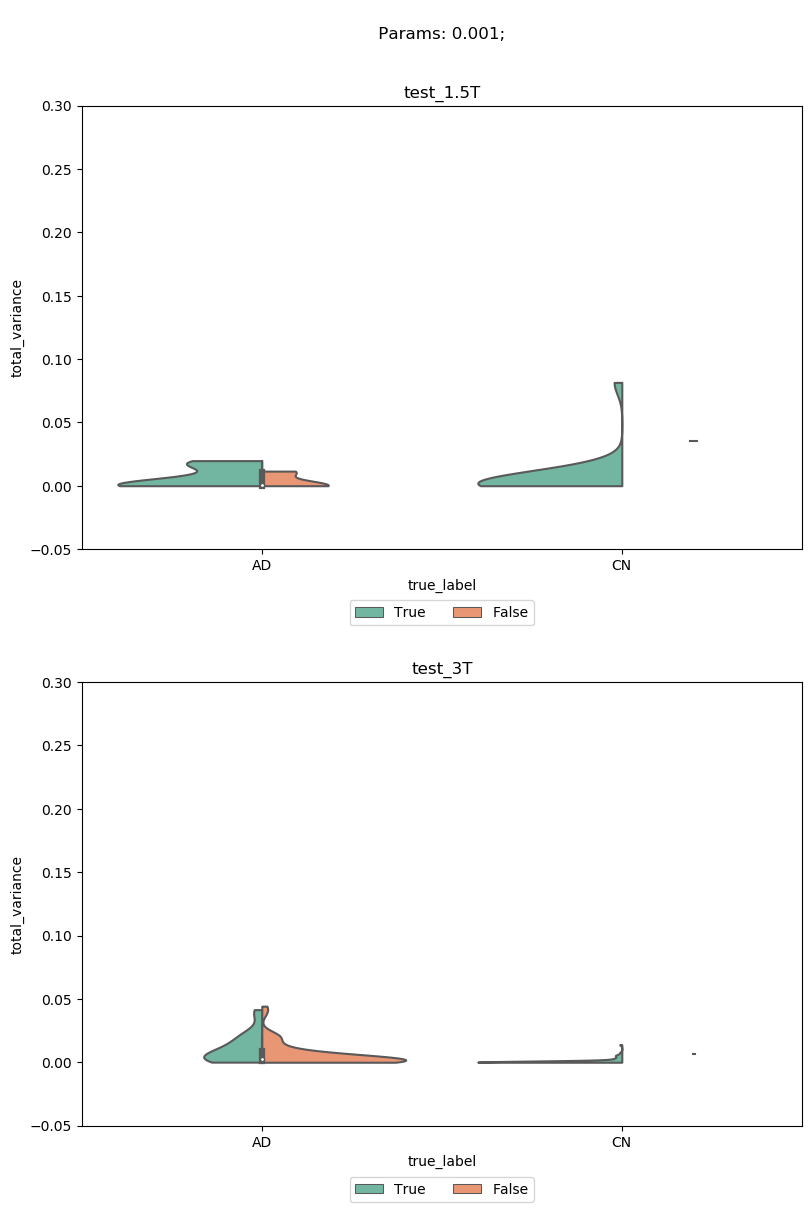 Params: 0.001;
test_1.5T
0.30
0.25
0.20
0.15
0.10
0.05
0.00
−0.05
total_variance
AD CN
true_label
True False
test_3T
0.30
0.25
0.20
0.15
0.10
0.05
0.00
−0.05
total_variance
AD CN
true_label
True False